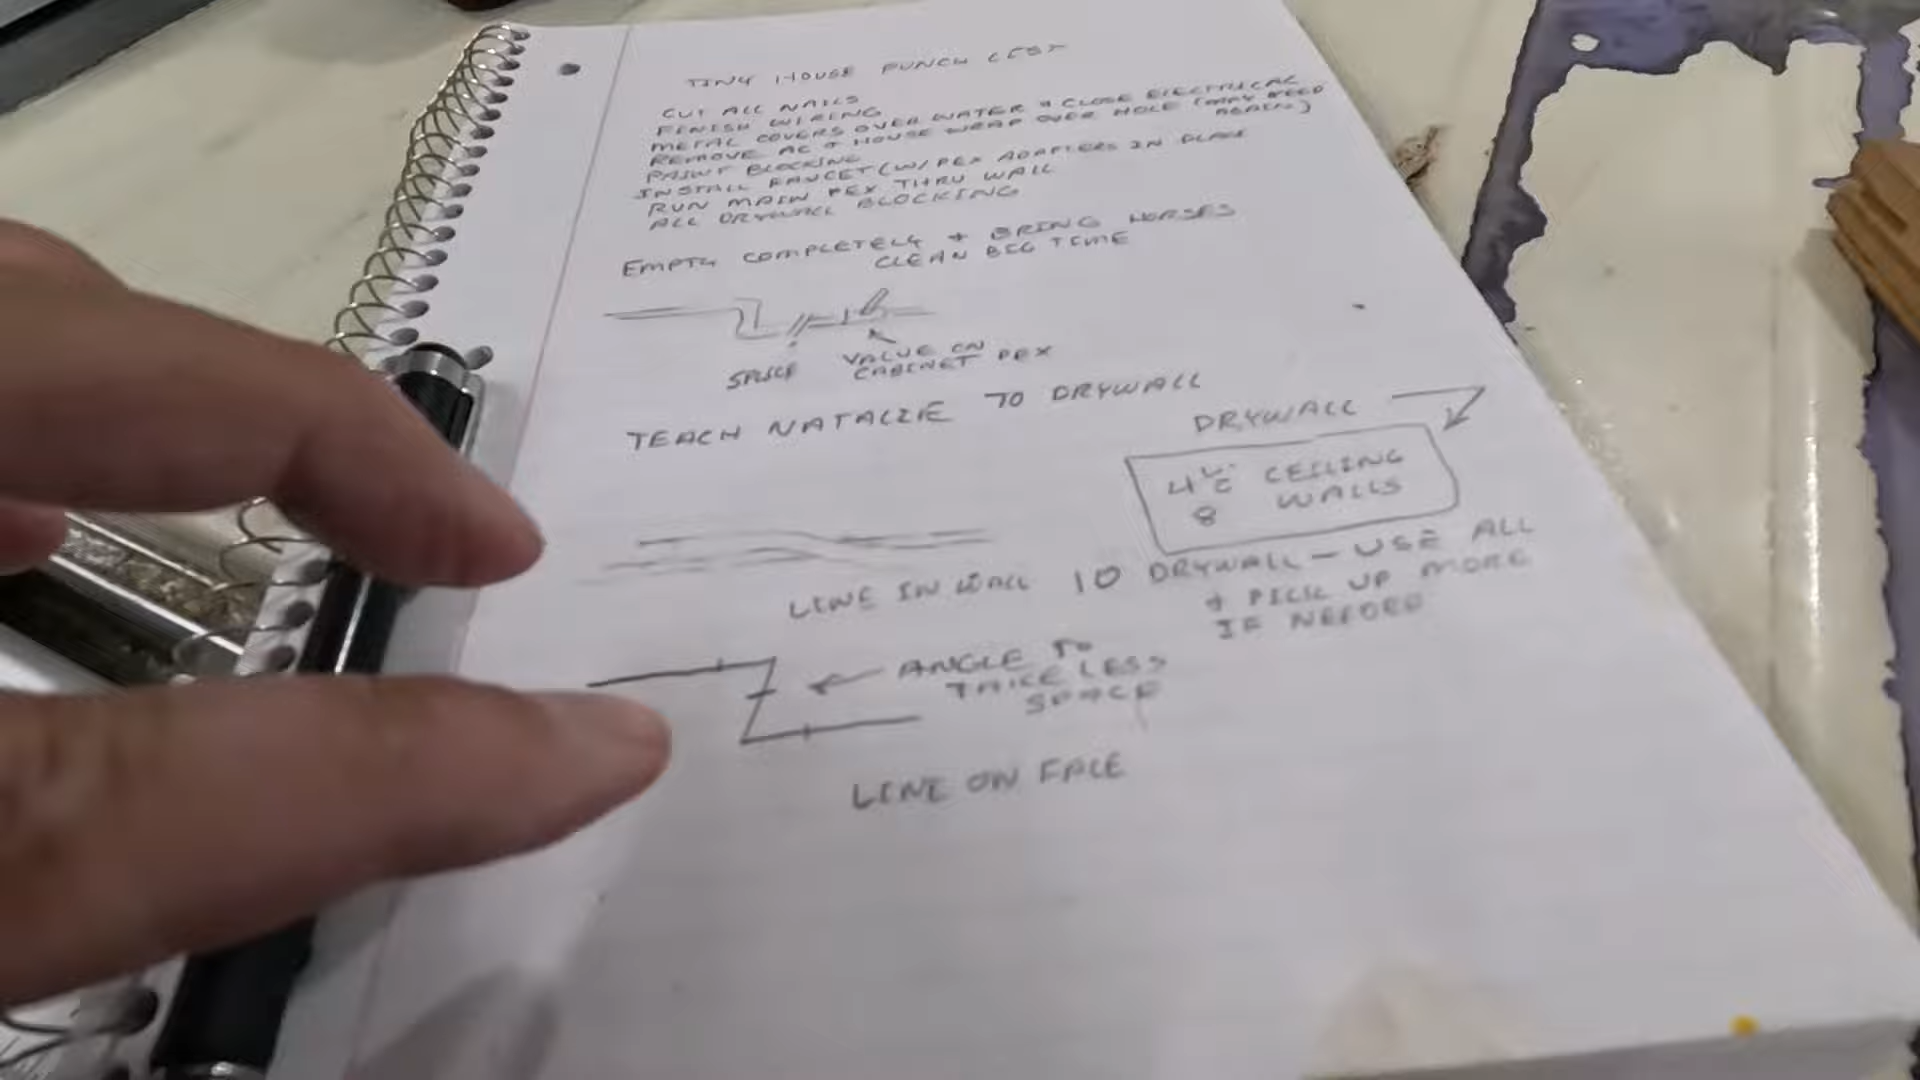 TINY HOUSE PUNCH LIST
CUT ALL NAILS
FINISH WIRING
METAL COVERS OVER WATER & CLOSE ELECTRICAL
REMOVE AC & HOUSE WRAP OVER HOLE (MAY NEED AGAIN)
PAINT BLOCKING
INSTALL FAUCET (W/ PEX ADAPTERS IN PLACE
RUN MAIN PEX THRU WALL
ALL DRYWALL BLOCKING
EMPTY COMPLETELY + BRING HORSES
CLEAN BIG TIME
SPLICE
VALVE ON
CABINET PEX
TEACH NATALIE TO DRYWALL
DRYWALL
4 CEILING
8 WALLS
LINE IN WALL
10 DRYWALL - USE ALL
& PICK UP MORE
IF NEEDED
ANGLE TO
TAKE LESS
SPACE
LINE ON FACE